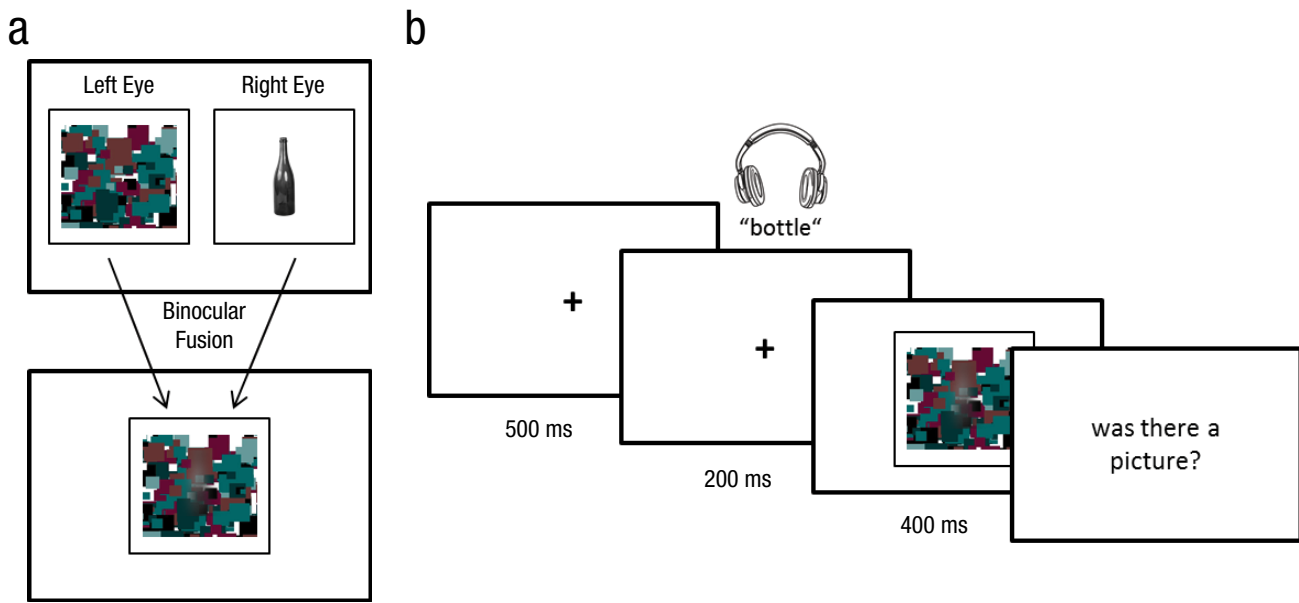 a
Left Eye
Right Eye
Binocular
Fusion
b
“bottle“
500 ms
200 ms
400 ms
was there a
picture?